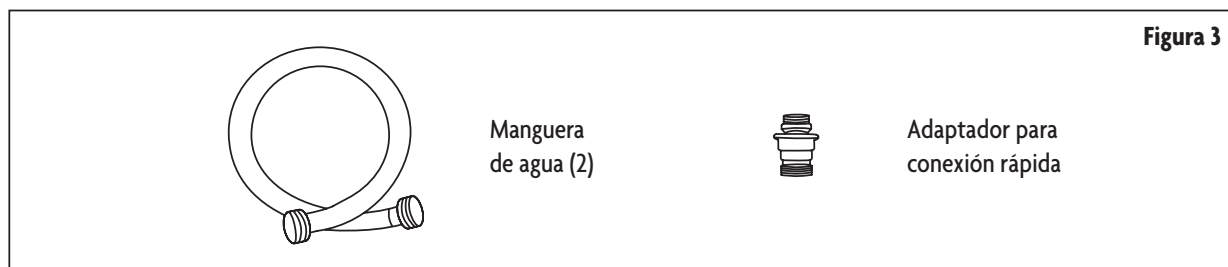 Figura 3
Manguera
de agua (2)
Adaptador para
conexión rápida